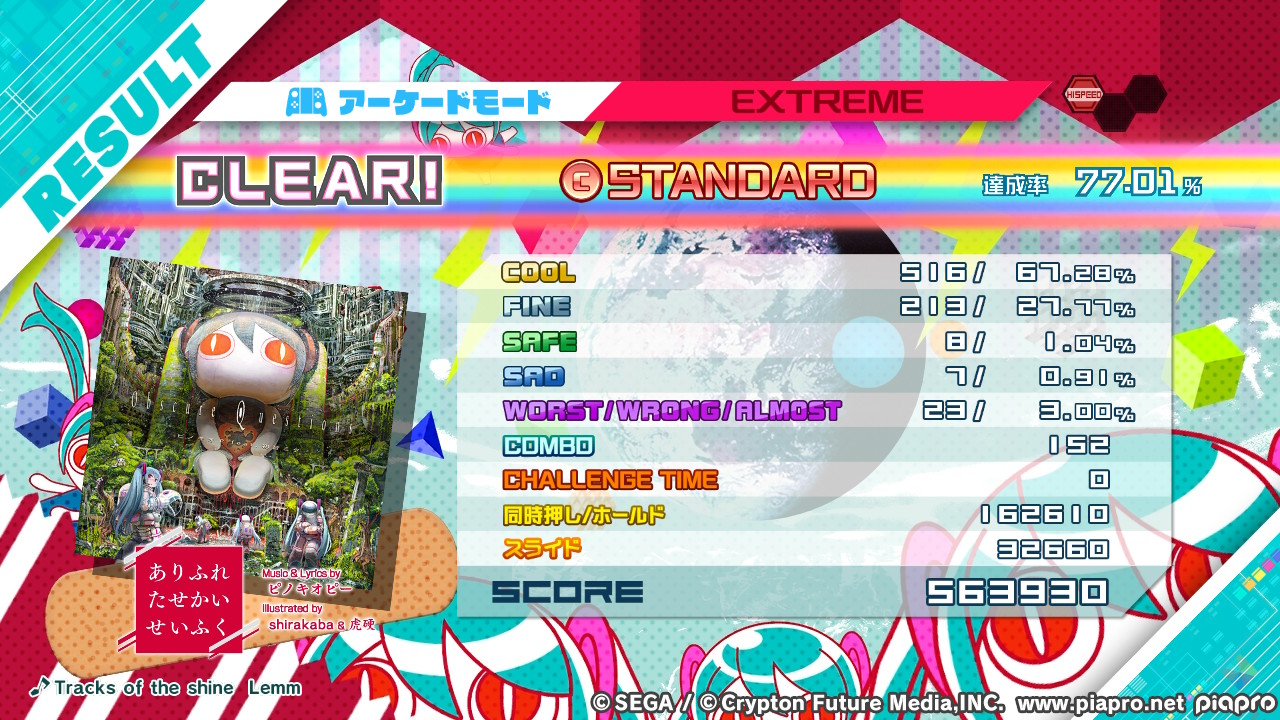 RESULT
アーケードモード
EXTREME
HISPEED
CLEAR!
C STANDARD
達成率 77.01%
COOL 516/ 67.28%
FINE 213/ 27.77%
SAFE 8/ 1.04%
SAD 7/ 0.91%
WORST/WRONG/ALMOST 23/ 3.00%
COMBO 152
CHALLENGE TIME 0
同時押し/ホールド 162610
スライド 32660
SCORE 563930
Obscure Questions
ありふれ
たせかい
せいふく
Music & Lyrics by
ピノキオピー
Illustrated by
shirakaba & 虎硬
♪Tracks of the shine Lemm
© SEGA / © Crypton Future Media,INC. www.piapro.net piapro